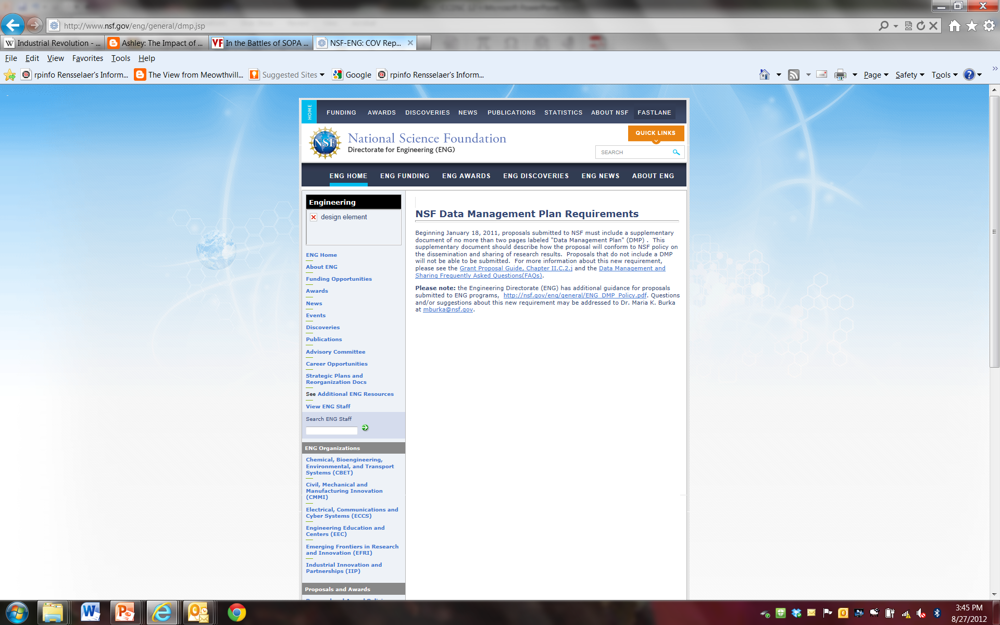 http://www.nsf.gov/eng/general/dmp.jsp
Industrial Revolution - ...
Ashley: The Impact of ...
In the Battles of SOPA ...
NSF-ENG: COV Rep...
File Edit View Favorites Tools Help
rpinfo Rensselaer's Inform...
The View from Meowthvill...
Suggested Sites
Google
rpinfo Rensselaer's Inform...
Page Safety Tools
HOME
FUNDING AWARDS DISCOVERIES NEWS PUBLICATIONS STATISTICS ABOUT NSF FASTLANE
NSF
National Science Foundation
Directorate for Engineering (ENG)
QUICK LINKS
SEARCH
ENG HOME ENG FUNDING ENG AWARDS ENG DISCOVERIES ENG NEWS ABOUT ENG
Engineering
design element
ENG Home
About ENG
Funding Opportunities
Awards
News
Events
Discoveries
Publications
Advisory Committee
Career Opportunities
Strategic Plans and
Reorganization Docs
See Additional ENG Resources
View ENG Staff
Search ENG Staff
ENG Organizations
Chemical, Bioengineering,
Environmental, and Transport
Systems (CBET)
Civil, Mechanical and
Manufacturing Innovation
(CMMI)
Electrical, Communications and
Cyber Systems (ECCS)
Engineering Education and
Centers (EEC)
Emerging Frontiers in Research
and Innovation (EFRI)
Industrial Innovation and
Partnerships (IIP)
Proposals and Awards
NSF Data Management Plan Requirements
Beginning January 18, 2011, proposals submitted to NSF must include a supplementary
document of no more than two pages labeled "Data Management Plan" (DMP) .  This
supplementary document should describe how the proposal will conform to NSF policy on
the dissemination and sharing of research results.  Proposals that do not include a DMP
will not be able to be submitted.  For more information about this new requirement,
please see the Grant Proposal Guide, Chapter II.C.2.j and the Data Management and
Sharing Frequently Asked Questions(FAQs).
Please note: the Engineering Directorate (ENG) has additional guidance for proposals
submitted to ENG programs,  http://nsf.gov/eng/general/ENG_DMP_Policy.pdf. Questions
and/or suggestions about this new requirement may be addressed to Dr. Maria K. Burka
at mburka@nsf.gov.
3:45 PM
8/27/2012